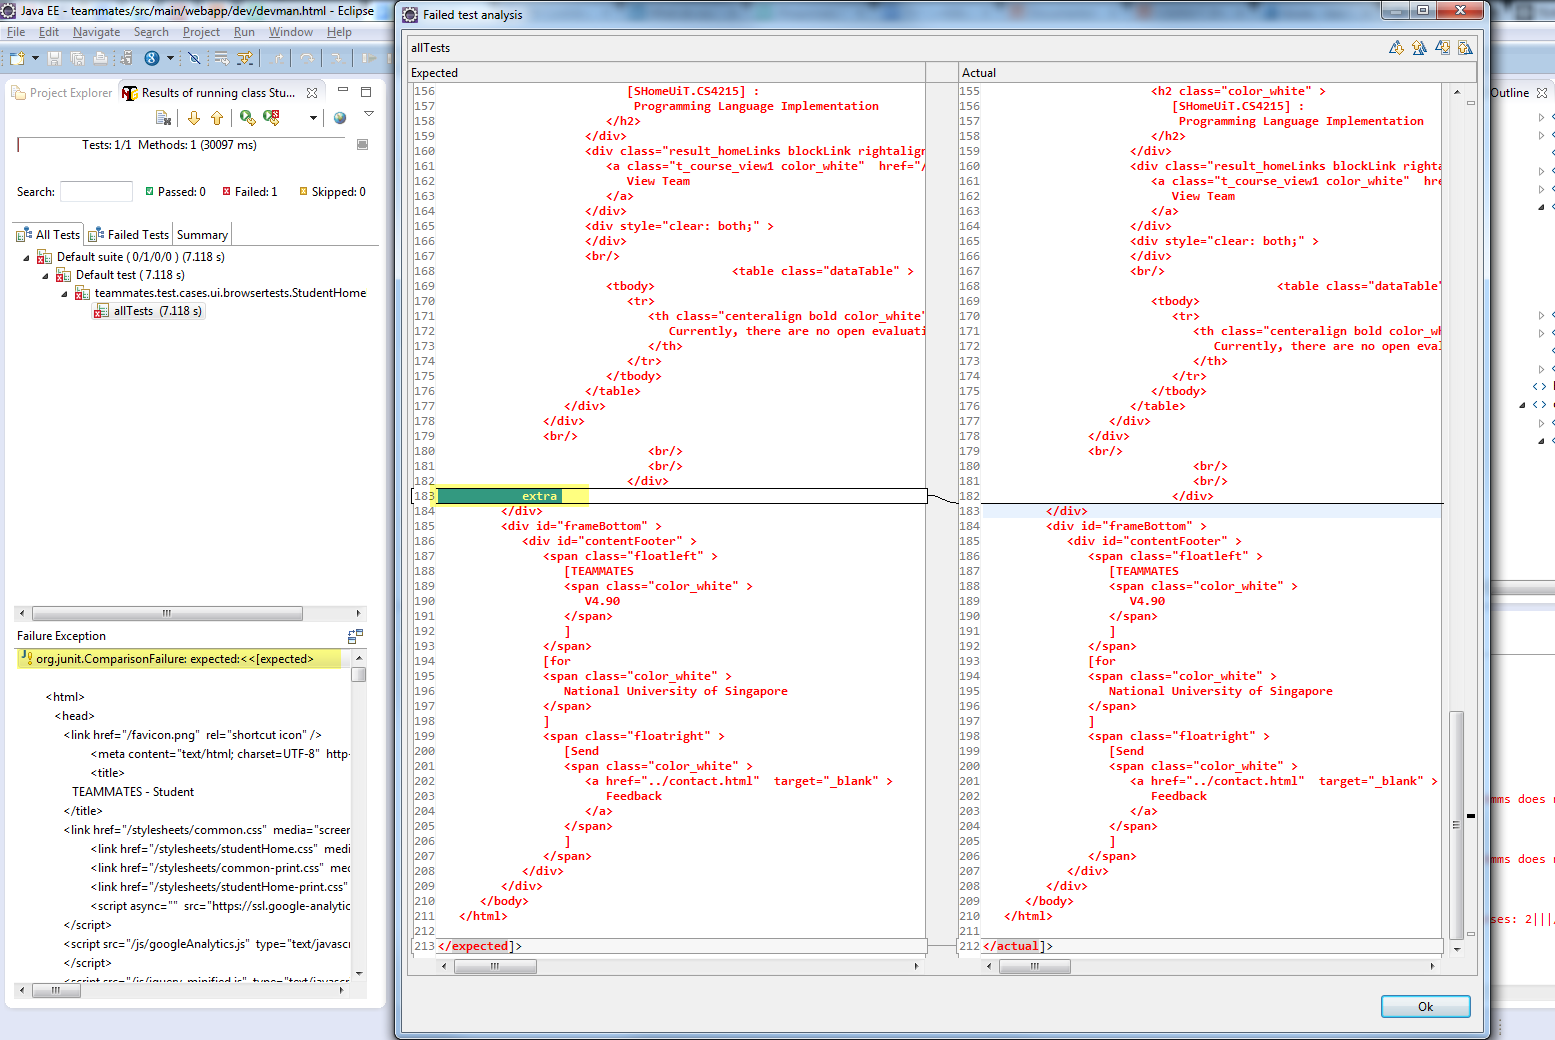 Java EE - teammates/src/main/webapp/dev/devman.html - Eclipse
File Edit Navigate Search Project Run Window Help
Project Explorer
Results of running class Stu...
Tests: 1/1 Methods: 1 (30097 ms)
Search:
Passed: 0
Failed: 1
Skipped: 0
All Tests
Failed Tests
Summary
Default suite ( 0/1/0/0 ) (7.118 s)
Default test ( 7.118 s)
teammates.test.cases.ui.browsertests.StudentHome
allTests (7.118 s)
Failure Exception
org.junit.ComparisonFailure: expected:<<[expected>
<html>
<head>
<link href="/favicon.png" rel="shortcut icon" />
<meta content="text/html; charset=UTF-8" http-
<title>
TEAMMATES - Student
</title>
<link href="/stylesheets/common.css" media="screen
<link href="/stylesheets/studentHome.css" medi
<link href="/stylesheets/common-print.css" me
<link href="/stylesheets/studentHome-print.css"
<script async="" src="https://ssl.google-analytic
</script>
<script src="/js/googleAnalytics.js" type="text/javascr
</script>
<script src="/js/jquery-minified.js" type="text/javascr
Failed test analysis
allTests
Expected
156 [SHomeUiT.CS4215] :
157 Programming Language Implementation
158 </h2>
159 </div>
160 <div class="result_homeLinks blockLink rightalign
161 <a class="t_course_view1 color_white" href="/
162 View Team
163 </a>
164 </div>
165 <div style="clear: both;" >
166 </div>
167 <br/>
168 <table class="dataTable" >
169 <tbody>
170 <tr>
171 <th class="centeralign bold color_white"
172 Currently, there are no open evaluati
173 </th>
174 </tr>
175 </tbody>
176 </table>
177 </div>
178 </div>
179 <br/>
180 <br/>
181 <br/>
182 </div>
183 extra
184 </div>
185 <div id="frameBottom" >
186 <div id="contentFooter" >
187 <span class="floatleft" >
188 [TEAMMATES
189 <span class="color_white" >
190 V4.90
191 </span>
192 ]
193 </span>
194 [for
195 <span class="color_white" >
196 National University of Singapore
197 </span>
198 ]
199 <span class="floatright" >
200 [Send
201 <span class="color_white" >
202 <a href="../contact.html" target="_blank" >
203 Feedback
204 </a>
205 </span>
206 ]
207 </span>
208 </div>
209 </div>
210 </body>
211 </html>
212
213 </expected]>
Actual
155 <h2 class="color_white" >
156 [SHomeUiT.CS4215] :
157 Programming Language Implementation
158 </h2>
159 </div>
160 <div class="result_homeLinks blockLink righta
161 <a class="t_course_view1 color_white" hre
162 View Team
163 </a>
164 </div>
165 <div style="clear: both;" >
166 </div>
167 <br/>
168 <table class="dataTable"
169 <tbody>
170 <tr>
171 <th class="centeralign bold color_wh
172 Currently, there are no open eval
173 </th>
174 </tr>
175 </tbody>
176 </table>
177 </div>
178 </div>
179 <br/>
180 <br/>
181 <br/>
182 </div>
183 </div>
184 <div id="frameBottom" >
185 <div id="contentFooter" >
186 <span class="floatleft" >
187 [TEAMMATES
188 <span class="color_white" >
189 V4.90
190 </span>
191 ]
192 </span>
193 [for
194 <span class="color_white" >
195 National University of Singapore
196 </span>
197 ]
198 <span class="floatright" >
199 [Send
200 <span class="color_white" >
201 <a href="../contact.html" target="_blank" >
202 Feedback
203 </a>
204 </span>
205 ]
206 </span>
207 </div>
208 </div>
209 </body>
210 </html>
211
212 </actual]>
Ok
Outline
mms does n
mms does n
ses: 2|||,